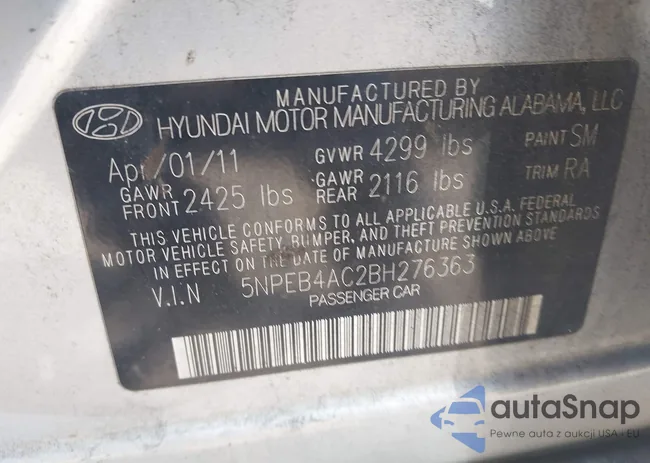 MANUFACTURED BY
HYUNDAI MOTOR MANUFACTURING ALABAMA, LLC
Apr/01/11 GVWR 4299 lbs PAINT SM
GAWR FRONT 2425 lbs GAWR REAR 2116 lbs TRIM RA
THIS VEHICLE CONFORMS TO ALL APPLICABLE U.S.A. FEDERAL
MOTOR VEHICLE SAFETY, BUMPER, AND THEFT PREVENTION STANDARDS
IN EFFECT ON THE DATE OF MANUFACTURE SHOWN ABOVE
V.I.N 5NPEB4AC2BH276363
PASSENGER CAR
autaSnap
Pewne auta z aukcji USA - EU